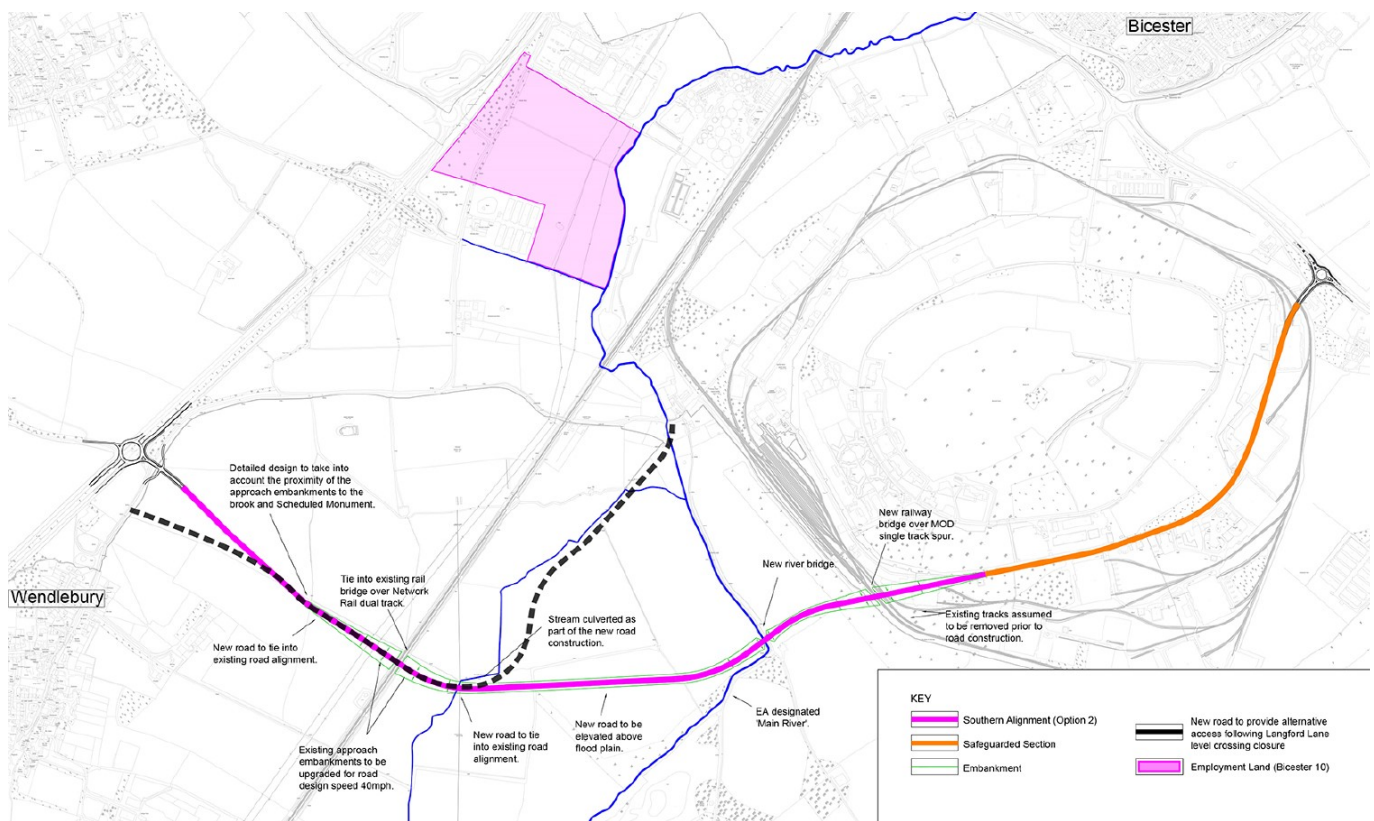 Bicester
Detailed design to take into
account the proximity of the
approach embankments to the
brook and Scheduled Monument.
New railway
bridge over MOD
single track spur.
New river bridge.
Tie into existing rail
bridge over Network
Rail dual track.
Wendlebury
Stream culverted as
part of the new road
construction.
Existing tracks assumed
to be removed prior to
road construction.
New road to tie into
existing road alignment.
EA designated
'Main River'.
New road to be
elevated above
flood plain.
New road to tie
into existing road
alignment.
Existing approach
embankments to be
upgraded for road
design speed 40mph.
KEY
Southern Alignment (Option 2)
Safeguarded Section
Embankment
New road to provide alternative
access following Langford Lane
level crossing closure
Employment Land (Bicester 10)